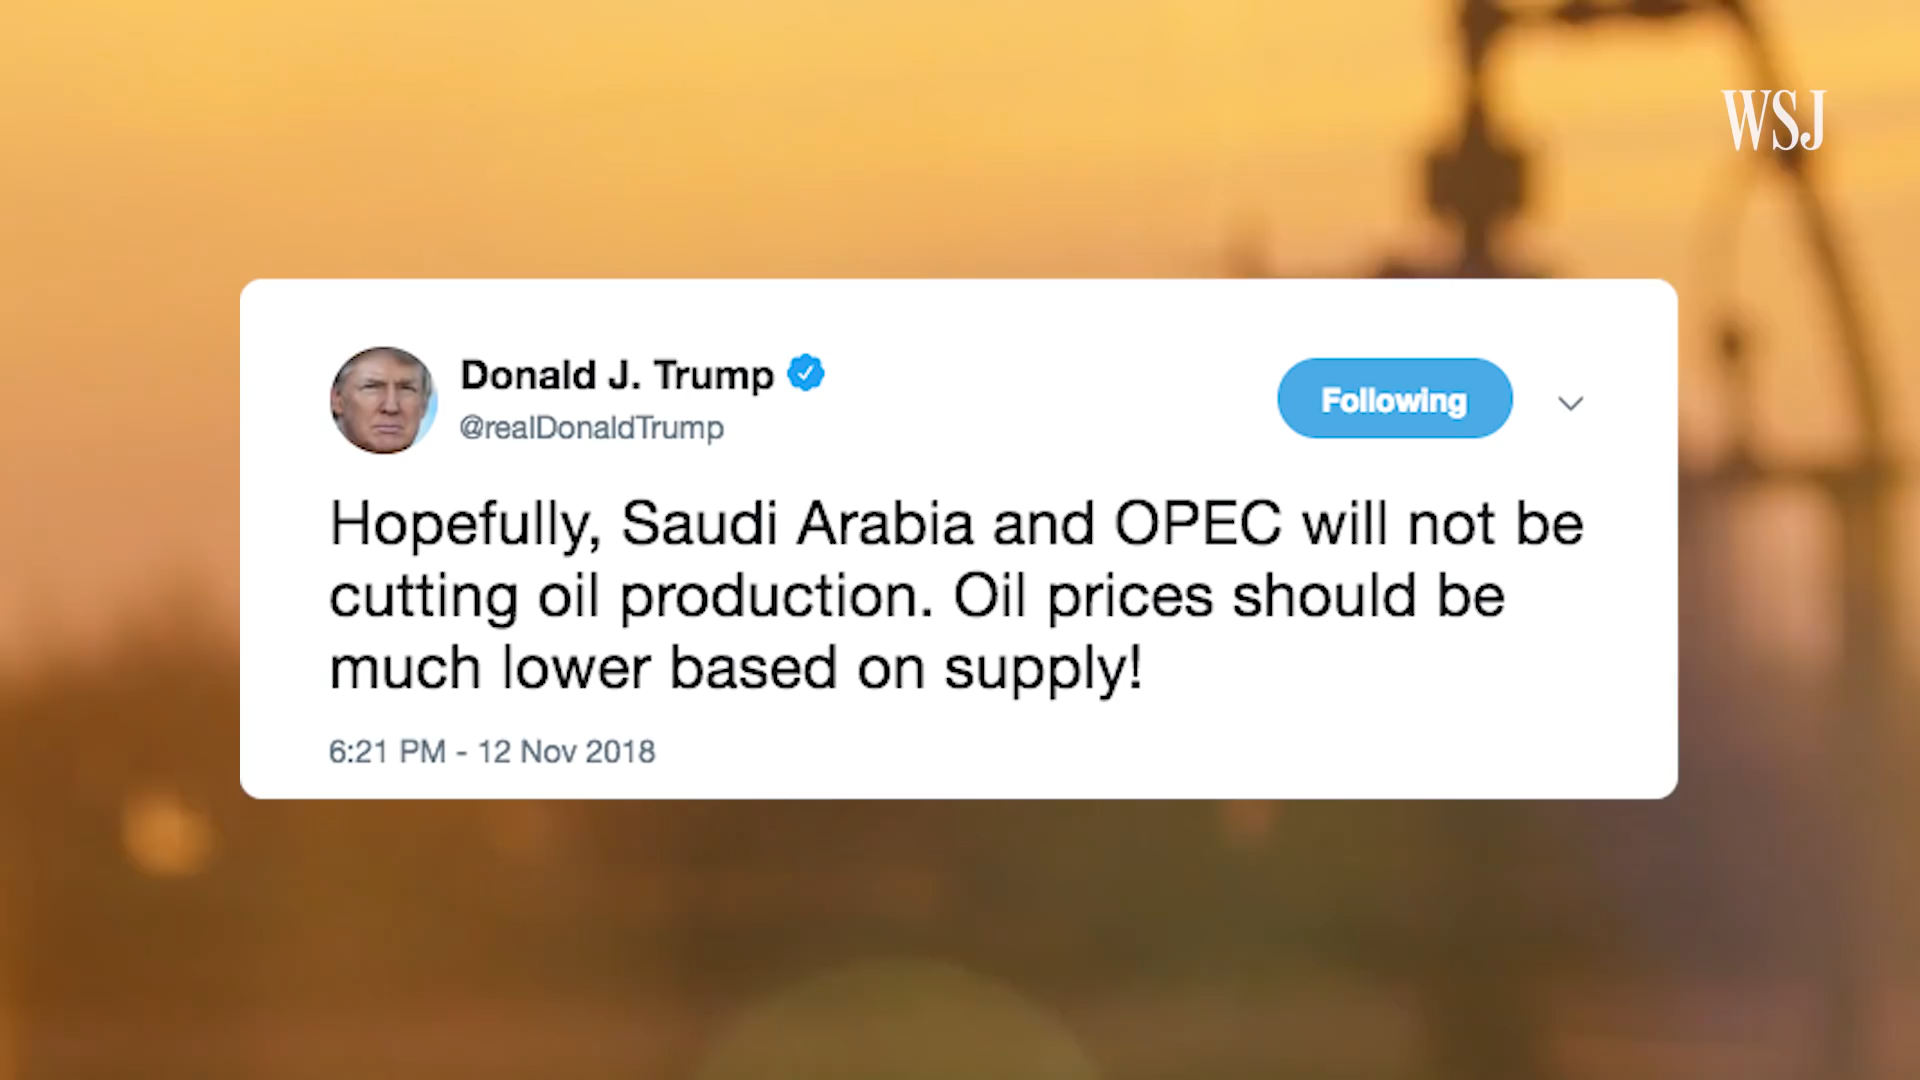 WSJ
Donald J. Trump
@realDonaldTrump
Following
Hopefully, Saudi Arabia and OPEC will not be
cutting oil production. Oil prices should be
much lower based on supply!
6:21 PM - 12 Nov 2018